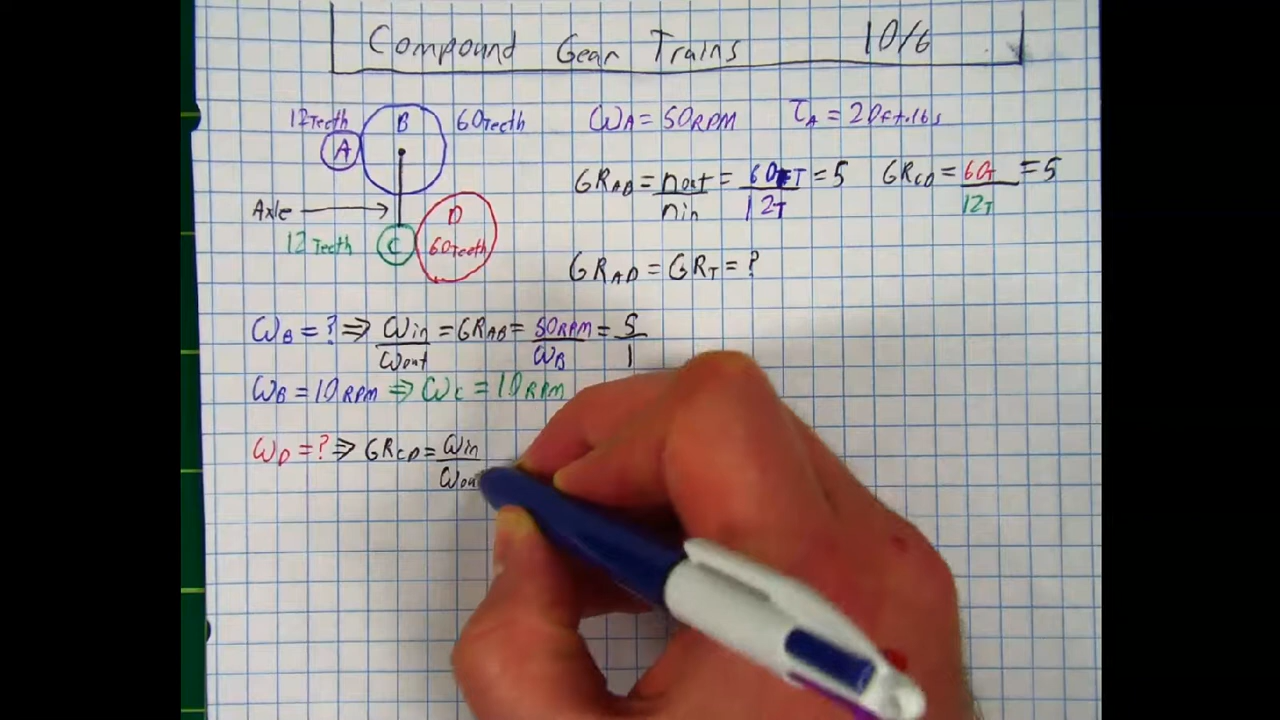 Compound Gear Trains 10/6
12 Teeth B 60 Teeth ωA = 50 RPM τA = 20 ft.lbs
A
GRAB = nout/nin = 60T/12T = 5 GRCD = 60T/12T = 5
Axle D
12 Teeth C 60 Teeth
GRAD = GRT = ?
ωB = ? ⇒ ωin/ωout = GRAB = 50 RPM/ωB = 5/1
ωB = 10 RPM ⇒ ωC = 10 RPM
ωD = ? ⇒ GRCD = ωin/ωou